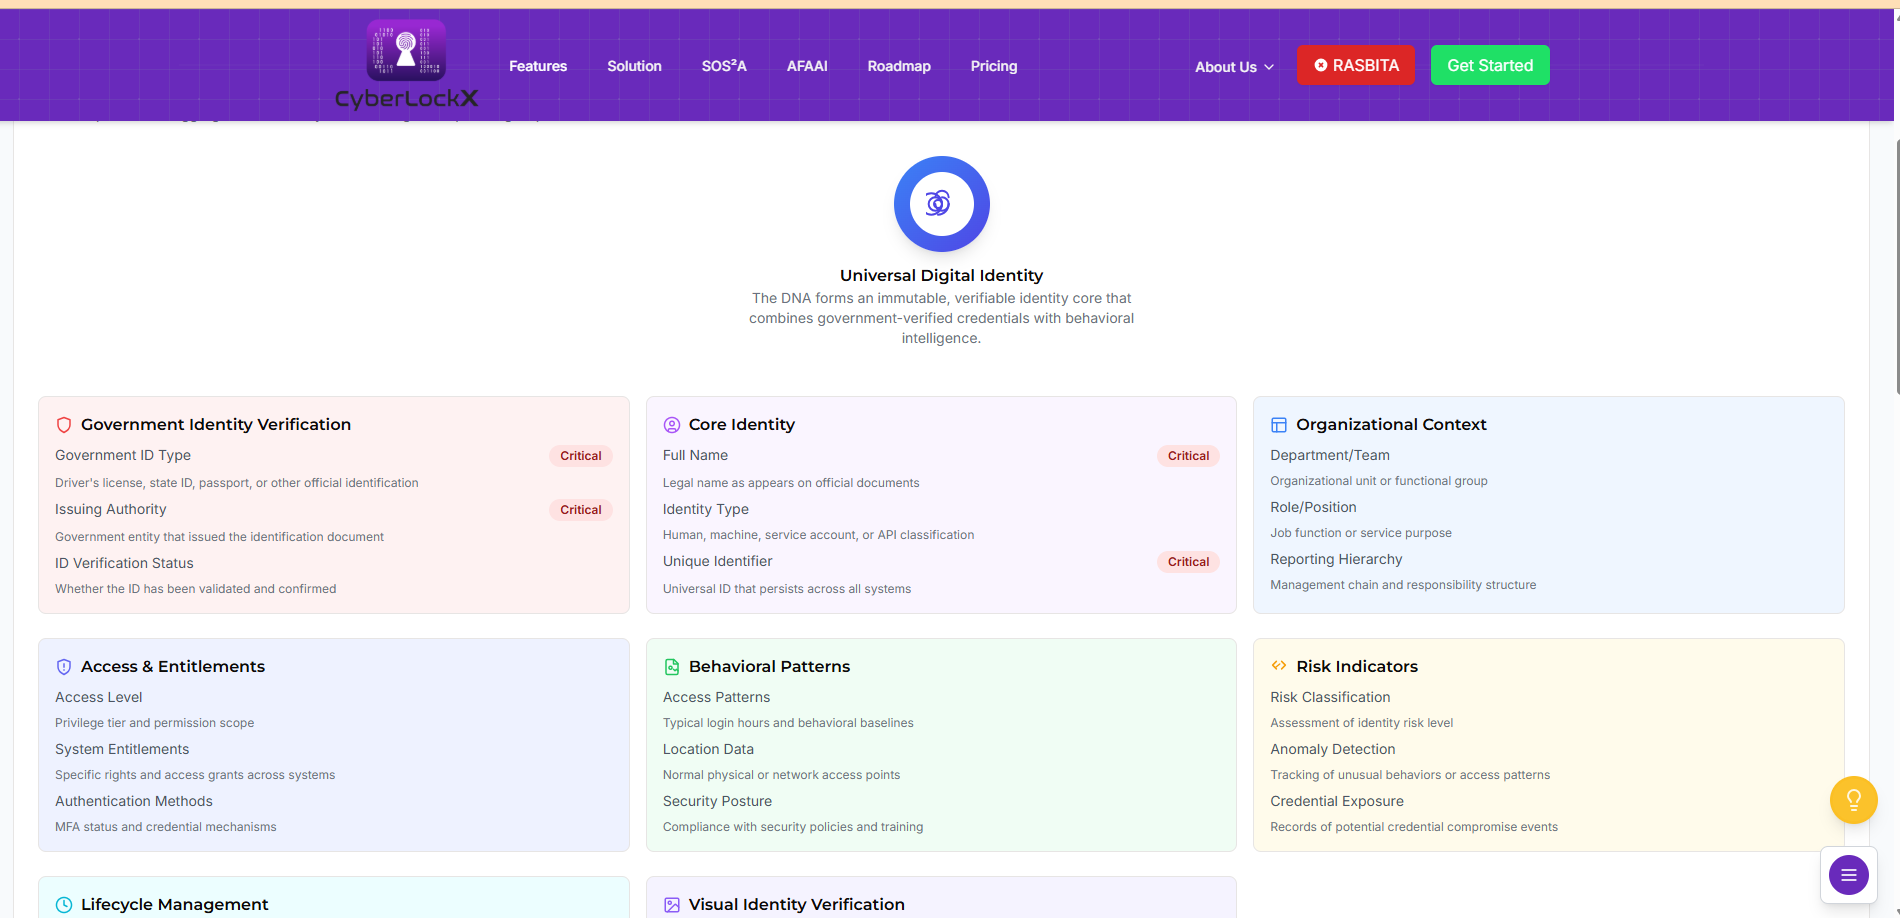 CyberLockX
Features
Solution
SOS²A
AFAAI
Roadmap
Pricing
About Us
RASBITA
Get Started
Universal Digital Identity
The DNA forms an immutable, verifiable identity core that
combines government-verified credentials with behavioral
intelligence.
Government Identity Verification
Government ID Type
Critical
Driver's license, state ID, passport, or other official identification
Issuing Authority
Critical
Government entity that issued the identification document
ID Verification Status
Whether the ID has been validated and confirmed
Core Identity
Full Name
Critical
Legal name as appears on official documents
Identity Type
Human, machine, service account, or API classification
Unique Identifier
Critical
Universal ID that persists across all systems
Organizational Context
Department/Team
Organizational unit or functional group
Role/Position
Job function or service purpose
Reporting Hierarchy
Management chain and responsibility structure
Access & Entitlements
Access Level
Privilege tier and permission scope
System Entitlements
Specific rights and access grants across systems
Authentication Methods
MFA status and credential mechanisms
Behavioral Patterns
Access Patterns
Typical login hours and behavioral baselines
Location Data
Normal physical or network access points
Security Posture
Compliance with security policies and training
Risk Indicators
Risk Classification
Assessment of identity risk level
Anomaly Detection
Tracking of unusual behaviors or access patterns
Credential Exposure
Records of potential credential compromise events
Lifecycle Management
Visual Identity Verification